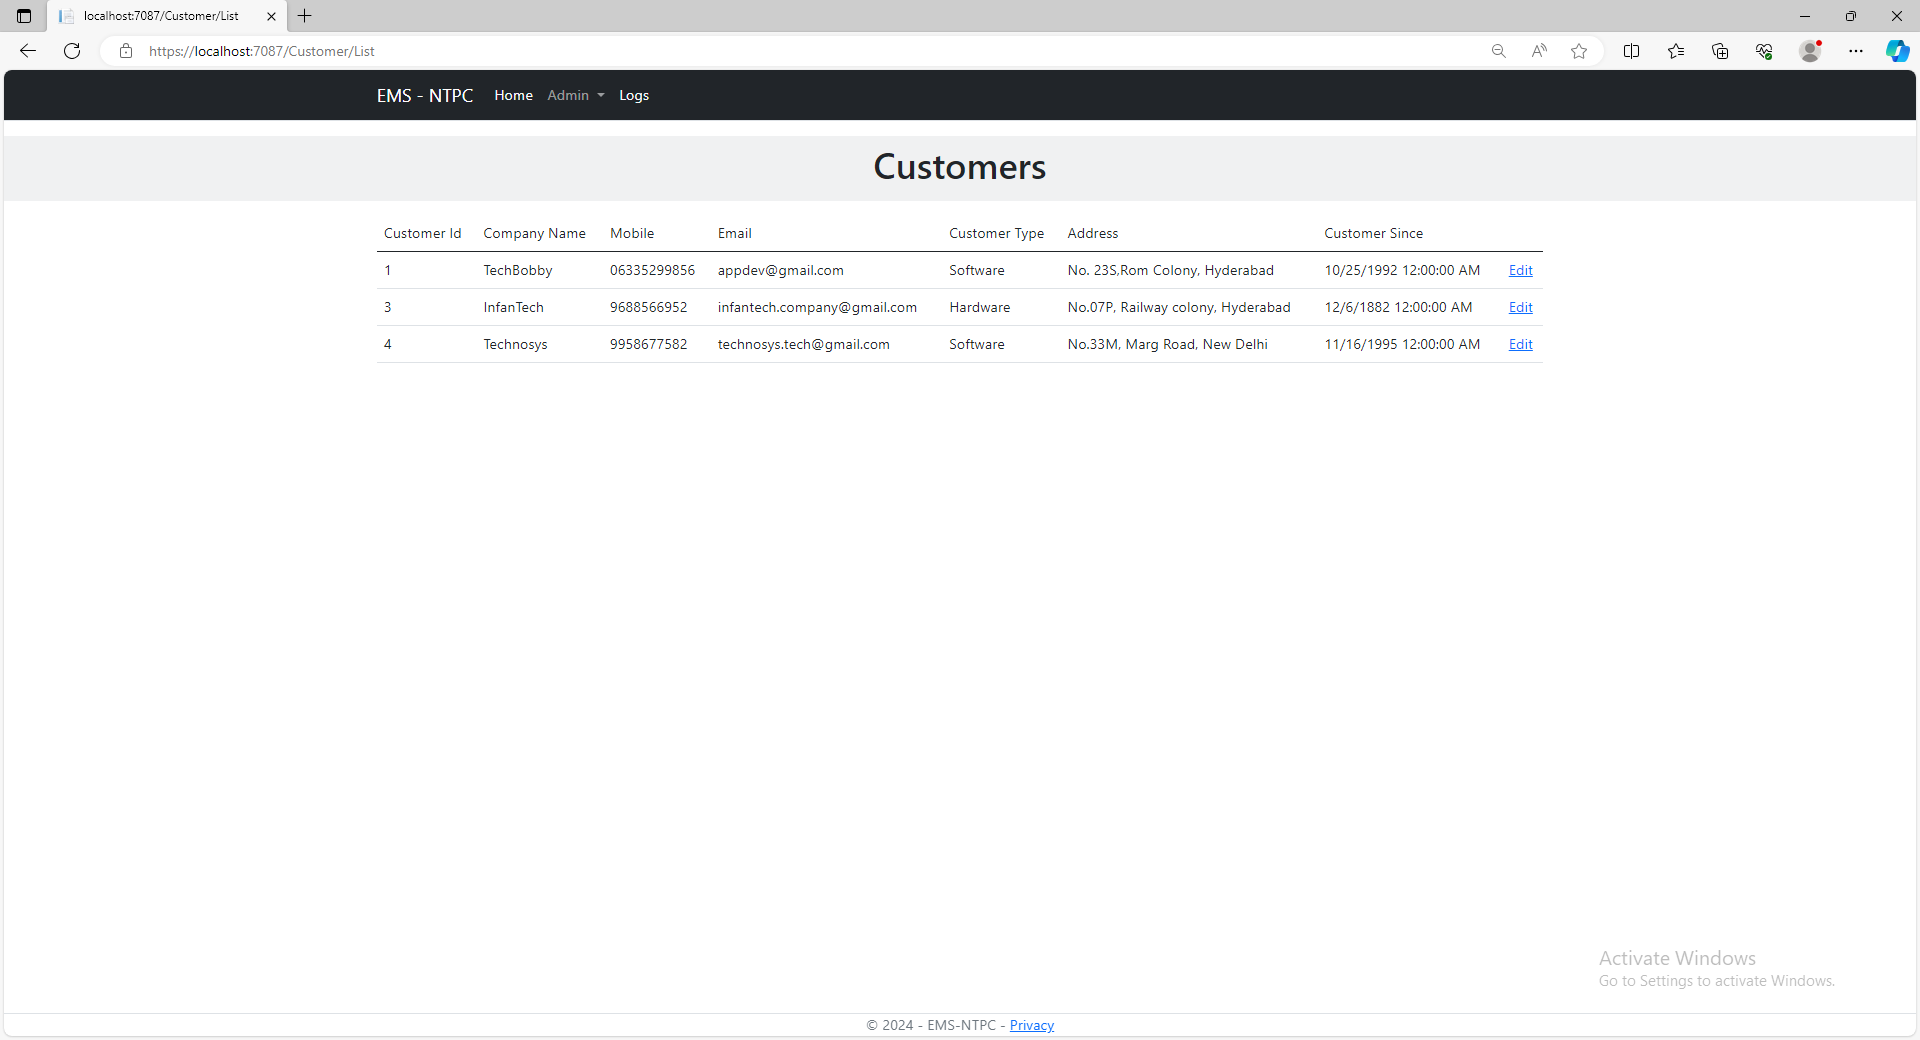 localhost:7087/Customer/List
https://localhost:7087/Customer/List
EMS - NTPC Home Admin Logs
Customers
Customer Id Company Name Mobile Email Customer Type Address Customer Since
1 TechBobby 06335299856 appdev@gmail.com Software No. 23S,Rom Colony, Hyderabad 10/25/1992 12:00:00 AM Edit
3 InfanTech 9688566952 infantech.company@gmail.com Hardware No.07P, Railway colony, Hyderabad 12/6/1882 12:00:00 AM Edit
4 Technosys 9958677582 technosys.tech@gmail.com Software No.33M, Marg Road, New Delhi 11/16/1995 12:00:00 AM Edit
Activate Windows
Go to Settings to activate Windows.
© 2024 - EMS-NTPC - Privacy